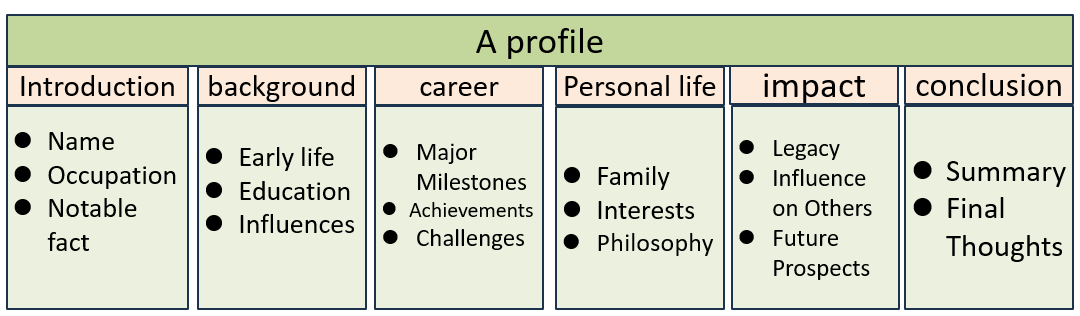 A profile
Introduction
background
career
Personal life
impact
conclusion
● Name
● Occupation
● Notable
fact
● Early life
● Education
● Influences
● Major
Milestones
● Achievements
● Challenges
● Family
● Interests
● Philosophy
● Legacy
● Influence
on Others
● Future
Prospects
● Summary
● Final
Thoughts